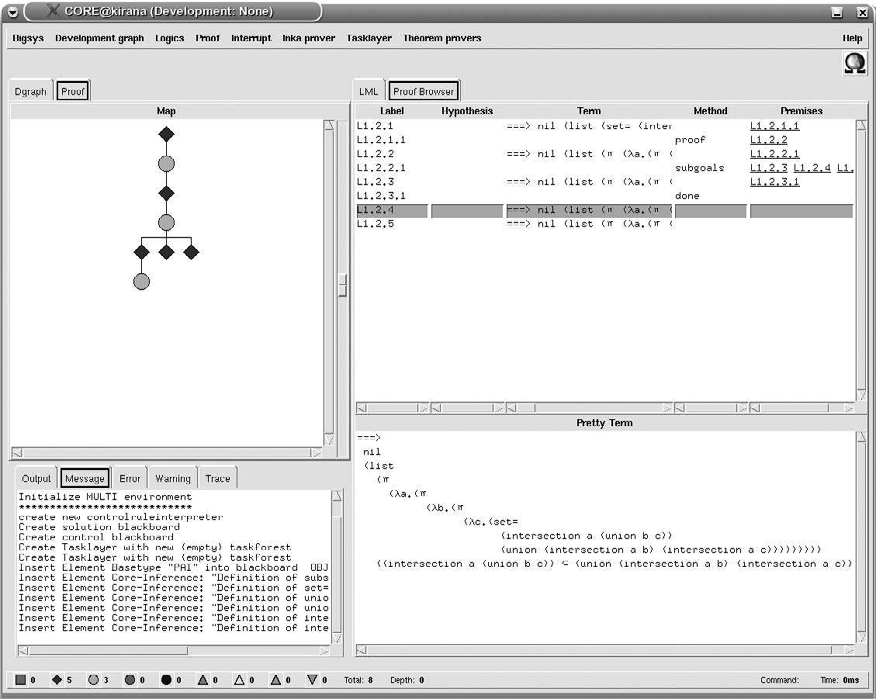 CORE@kirana (Development: None)
Digsys Development graph Logics Proof Interrupt Inka prover Tasklayer Theorem provers Help
Dgraph Proof
Map
LML Proof Browser
Label Hypothesis Term Method Premises
L1.2.1 ===> nil (list (set= (inter L1.2.1.1
L1.2.1.1 proof L1.2.2
L1.2.2 ===> nil (list (π (λa.(π ( L1.2.2.1
L1.2.2.1 subgoals L1.2.3 L1.2.4 L1.
L1.2.3 ===> nil (list (π (λa.(π ( L1.2.3.1
L1.2.3.1 done
L1.2.4 ===> nil (list (π (λa.(π (
L1.2.5 ===> nil (list (π (λa.(π (
Pretty Term
===>
nil
(list
(π
(λa.(π
(λb.(π
(λc.(set=
(intersection a (union b c))
(union (intersection a b) (intersection a c)))))))))
((intersection a (union b c)) ⊂ (union (intersection a b) (intersection a c))
Output Message Error Warning Trace
Initialize MULTI environment
****************************
create new controlruleinterpreter
Create solution blackboard
Create control blackboard
Create Tasklayer with new (empty) taskforest
Create Tasklayer with new (empty) taskforest
Insert Element Basetype "PAI" into blackboard OBJ
Insert Element Core-Inference: "Definition of subs
Insert Element Core-Inference: "Definition of set=
Insert Element Core-Inference: "Definition of unio
Insert Element Core-Inference: "Definition of unio
Insert Element Core-Inference: "Definition of inte
Insert Element Core-Inference: "Definition of inte
0 5 3 0 0 0 0 0 0 Total: 8 Depth: 0 Command: Time: 0ms